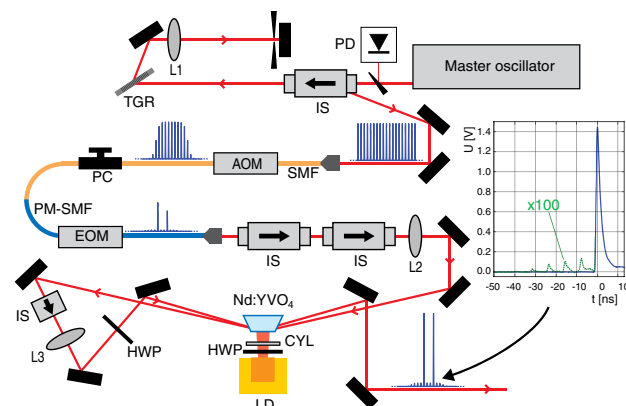 PD
Master oscillator
L1
TGR
IS
AOM
SMF
PC
PM-SMF
EOM
IS
IS
L2
U [V]
1.4
1.2
1.0
0.8
0.6
0.4
0.2
0.0
x100
-50 -40 -30 -20 -10 0 10
t [ns]
Nd:YVO4
IS
L3
HWP
CYL
HWP
LD